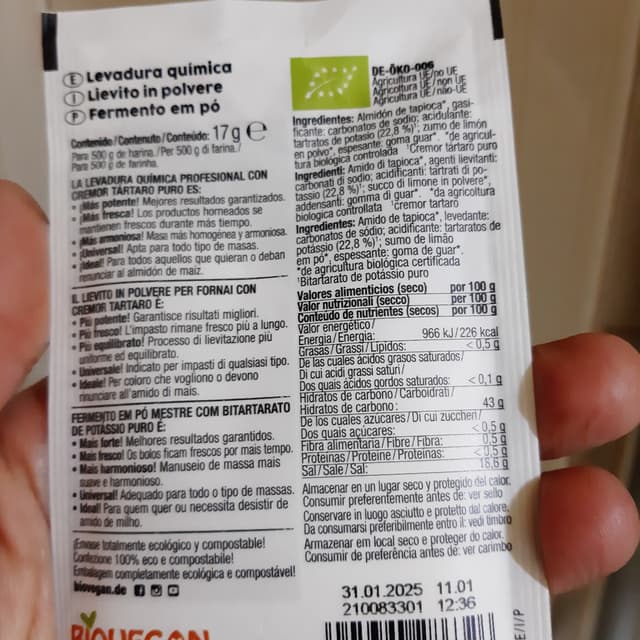 E Levadura química
I Lievito in polvere
P Fermento em pó
Contenido/Contenuto/Conteúdo: 17 g e
Para 500 g de harina./Per 500 g di farina./
Para 500 g de farinha.
LA LEVADURA QUÍMICA PROFESIONAL CON
CREMOR TÁRTARO PURO ES:
• ¡Más potente! Mejores resultados garantizados.
• ¡Más fresca! Los productos horneados se
mantienen frescos durante más tiempo.
• ¡Más armoniosa! Masa más homogénea y armoniosa.
• ¡Universal! Apta para todo tipo de masas.
• ¡Ideal! Para todos aquellos que quieran o deban
renunciar al almidón de maíz.
IL LIEVITO IN POLVERE PER FORNAI CON
CREMOR TÁRTARO È:
• Più potente! Garantisce risultati migliori.
• Più fresco! L'impasto rimane fresco più a lungo.
• Più equilibrato! Processo di lievitazione più
uniforme ed equilibrato.
• Universale! Indicato per impasti di qualsiasi tipo.
• Ideale! Per coloro che vogliono o devono
rinunciare all'amido di mais.
FERMENTO EM PÓ MESTRE COM BITARTARATO
DE POTÁSSIO PURO É:
• Mais forte! Melhores resultados garantidos.
• Mais fresco! Os bolos ficam frescos por mais tempo.
• Mais harmonioso! Manuseio de massa mais
suave e harmonioso.
• Universal! Adequado para todo o tipo de massas.
• Ideal! Para quem quer ou necessita desistir de
amido de milho.
¡Envase totalmente ecológico y compostable!
Confezione 100% eco e compostabile!
Embalagem completamente ecológica e compostável!
biovegan.de
BIOVEGAN
DE-ÖKO-006
Agricultura UE/no UE
Agricoltura UE/non UE
Agricultura UE/não-UE
Ingredientes: Almidón de tapioca*, gasi-
ficante: carbonatos de sodio; acidulante:
tartratos de potasio (22,8 %)¹; zumo de limón
en polvo*, espesante: goma guar* *de agricul-
tura biológica controlada ¹Cremor tártaro puro
Ingredienti: Amido di tapioca*, agenti lievitanti:
carbonati di sodio; acidificanti: tartrati di po-
tassio (22,8 %)¹; succo di limone in polvere*,
addensanti: gomma di guar* *da agricoltura
biologica controllata ¹cremor tartaro
Ingredientes: Amido de tapioca*, levedante:
carbonatos de sódio; acidificante: tartaratos de
potássio (22,8 %)¹; sumo de limão
em pó*, espessante: goma de guar*.
*de agricultura biológica certificada
¹Bitartarato de potássio puro
Valores alimenticios (seco) por 100 g
Valori nutrizionali (secco) per 100 g
Conteúdo de nutrientes (secos) por 100 g
Valor energético/
Energia/Energia: 966 kJ/226 kcal
Grasas/Grassi/Lípidos: < 0,5 g
De las cuales ácidos grasos saturados/
Di cui acidi grassi saturi/
Dos quais ácidos gordos saturados: < 0,1 g
Hidratos de carbono/Carboidrati/
Hidratos de carbono: 43 g
De los cuales azúcares/Di cui zuccheri/
Dos quais açúcares: < 0,5 g
Fibra alimentaria/Fibre/Fibra: 0,5 g
Proteínas/Proteine/Proteínas: < 0,5 g
Sal/Sale/Sal: 16,6 g
Almacenar en un lugar seco y protegido del calor.
Consumir preferentemente antes de: ver sello
Conservare in luogo asciutto e protetto dal calore.
Da consumarsi preferibilmente entro il: vedi timbro
Armazenar em local seco e proteger do calor.
Consumir de preferência antes de: ver carimbo
31.01.2025 11.01
210083301 12:36
E/I/P